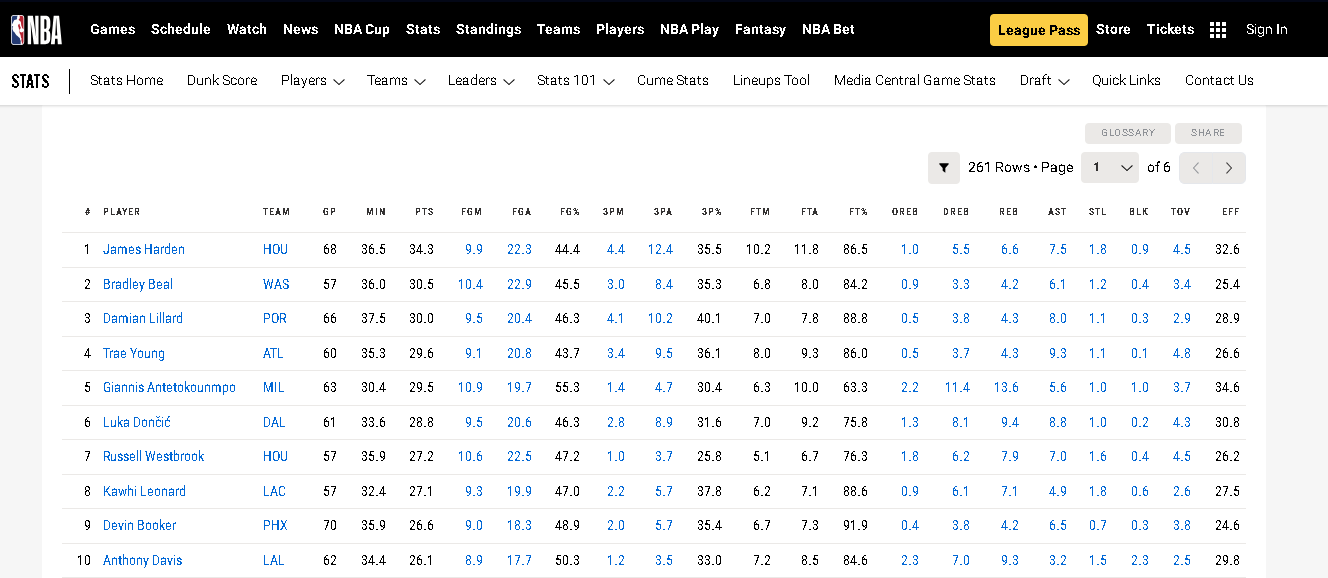 NBA Games Schedule Watch News NBA Cup Stats Standings Teams Players NBA Play Fantasy NBA Bet League Pass Store Tickets Sign In
STATS Stats Home Dunk Score Players Teams Leaders Stats 101 Cume Stats Lineups Tool Media Central Game Stats Draft Quick Links Contact Us
GLOSSARY SHARE
261 Rows • Page 1 of 6
# PLAYER TEAM GP MIN PTS FGM FGA FG% 3PM 3PA 3P% FTM FTA FT% OREB DREB REB AST STL BLK TOV EFF
1 James Harden HOU 68 36.5 34.3 9.9 22.3 44.4 4.4 12.4 35.5 10.2 11.8 86.5 1.0 5.5 6.6 7.5 1.8 0.9 4.5 32.6
2 Bradley Beal WAS 57 36.0 30.5 10.4 22.9 45.5 3.0 8.4 35.3 6.8 8.0 84.2 0.9 3.3 4.2 6.1 1.2 0.4 3.4 25.4
3 Damian Lillard POR 66 37.5 30.0 9.5 20.4 46.3 4.1 10.2 40.1 7.0 7.8 88.8 0.5 3.8 4.3 8.0 1.1 0.3 2.9 28.9
4 Trae Young ATL 60 35.3 29.6 9.1 20.8 43.7 3.4 9.5 36.1 8.0 9.3 86.0 0.5 3.7 4.3 9.3 1.1 0.1 4.8 26.6
5 Giannis Antetokounmpo MIL 63 30.4 29.5 10.9 19.7 55.3 1.4 4.7 30.4 6.3 10.0 63.3 2.2 11.4 13.6 5.6 1.0 1.0 3.7 34.6
6 Luka Dončić DAL 61 33.6 28.8 9.5 20.6 46.3 2.8 8.9 31.6 7.0 9.2 75.8 1.3 8.1 9.4 8.8 1.0 0.2 4.3 30.8
7 Russell Westbrook HOU 57 35.9 27.2 10.6 22.5 47.2 1.0 3.7 25.8 5.1 6.7 76.3 1.8 6.2 7.9 7.0 1.6 0.4 4.5 26.2
8 Kawhi Leonard LAC 57 32.4 27.1 9.3 19.9 47.0 2.2 5.7 37.8 6.2 7.1 88.6 0.9 6.1 7.1 4.9 1.8 0.6 2.6 27.5
9 Devin Booker PHX 70 35.9 26.6 9.0 18.3 48.9 2.0 5.7 35.4 6.7 7.3 91.9 0.4 3.8 4.2 6.5 0.7 0.3 3.8 24.6
10 Anthony Davis LAL 62 34.4 26.1 8.9 17.7 50.3 1.2 3.5 33.0 7.2 8.5 84.6 2.3 7.0 9.3 3.2 1.5 2.3 2.5 29.8